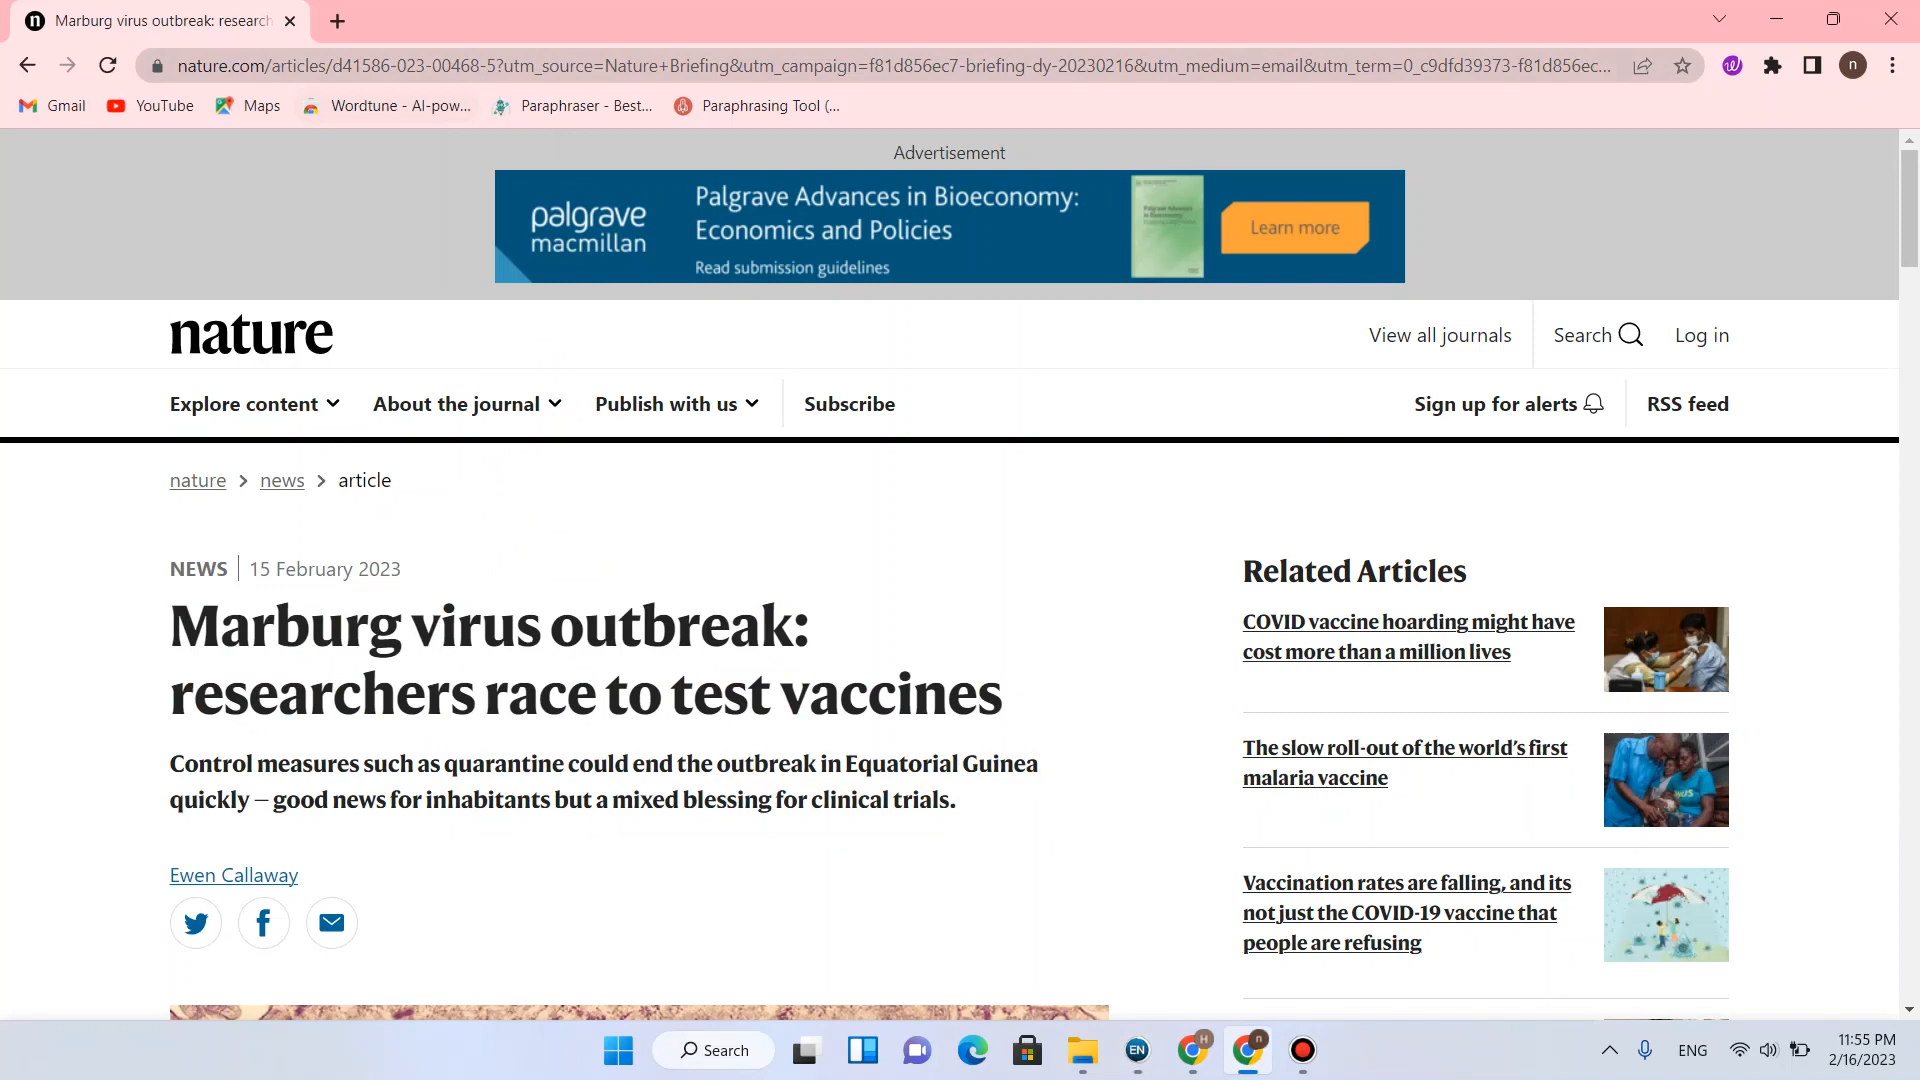 Marburg virus outbreak: research
nature.com/articles/d41586-023-00468-5?utm_source=Nature+Briefing&utm_campaign=f81d856ec7-briefing-dy-20230216&utm_medium=email&utm_term=0_c9dfd39373-f81d856ec...
n
Gmail YouTube Maps Wordtune - AI-pow... Paraphraser - Best... Paraphrasing Tool (...
Advertisement
palgrave
macmillan
Palgrave Advances in Bioeconomy:
Economics and Policies
Read submission guidelines
Learn more
nature
View all journals Search Log in
Explore content About the journal Publish with us Subscribe
Sign up for alerts RSS feed
nature > news > article
NEWS | 15 February 2023
Marburg virus outbreak:
researchers race to test vaccines
Control measures such as quarantine could end the outbreak in Equatorial Guinea
quickly — good news for inhabitants but a mixed blessing for clinical trials.
Ewen Callaway
Related Articles
COVID vaccine hoarding might have
cost more than a million lives
The slow roll-out of the world's first
malaria vaccine
Vaccination rates are falling, and its
not just the COVID-19 vaccine that
people are refusing
Search
EN
H
n
ENG
11:55 PM
2/16/2023